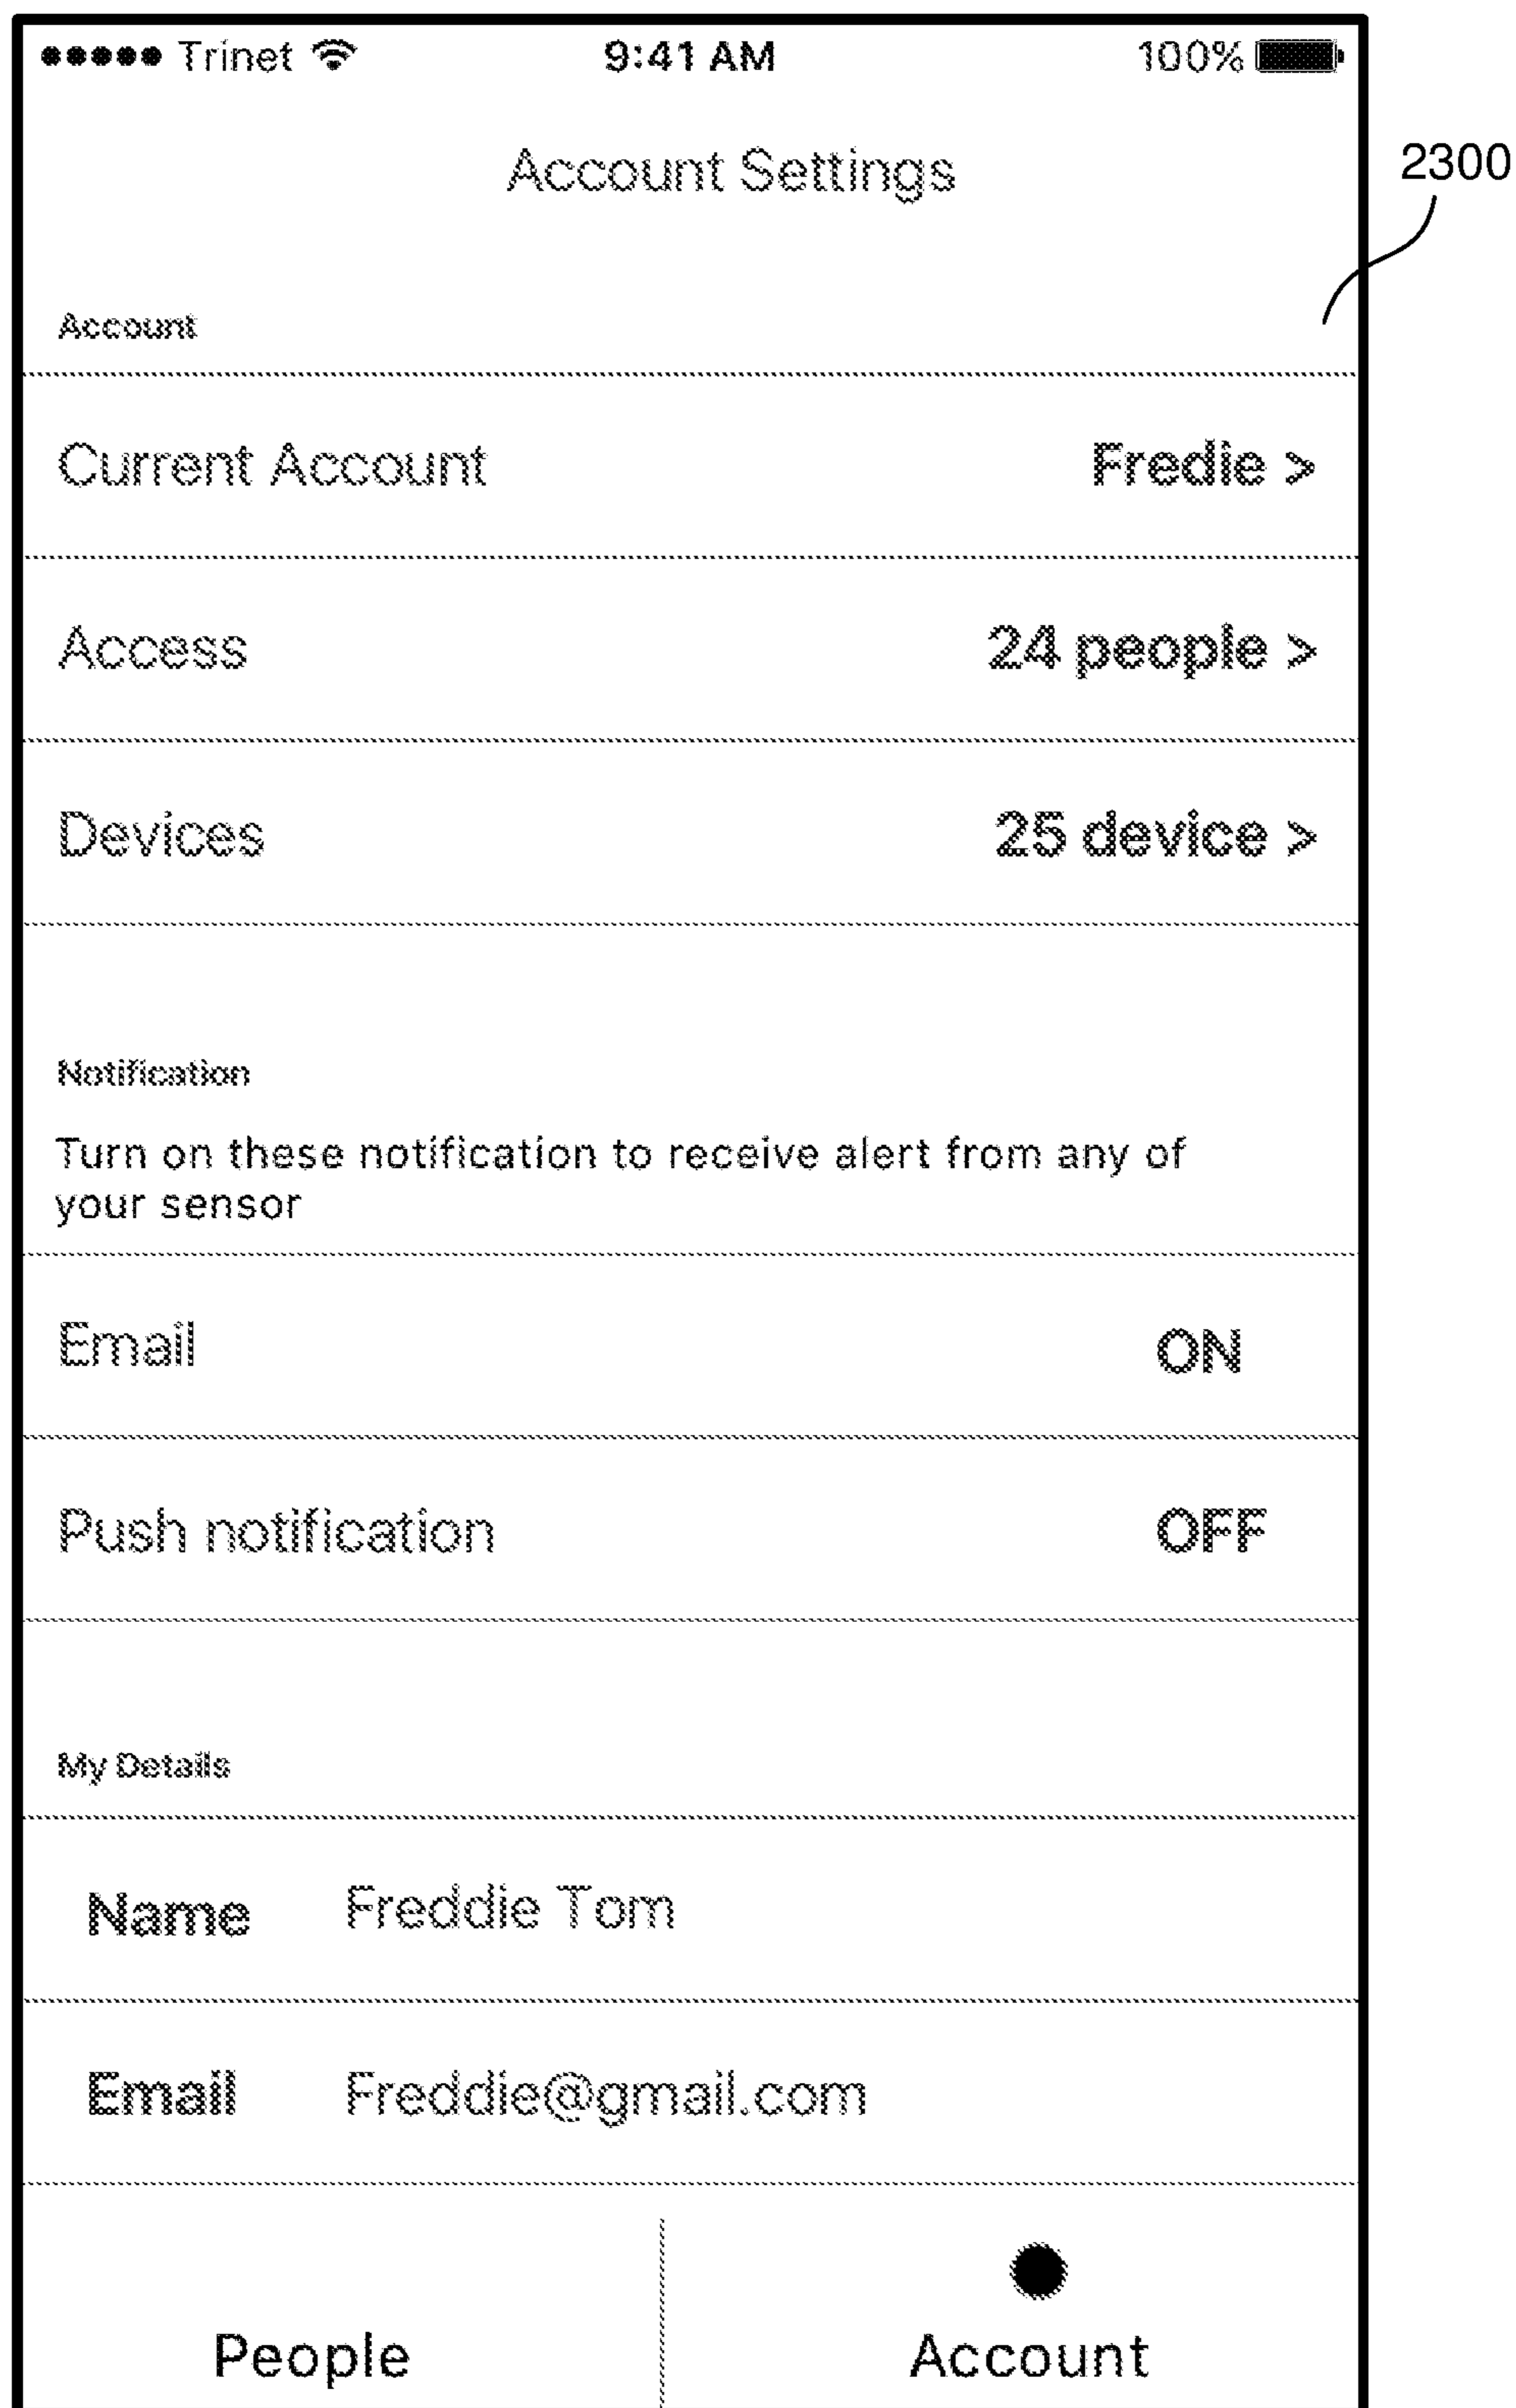 Trinet 9:41 AM 100%
Account Settings
2300
Account
Current Account Fredie >
Access 24 people >
Devices 25 device >
Notification
Turn on these notification to receive alert from any of
your sensor
Email ON
Push notification OFF
My Details
Name Freddie Tom
Email Freddie@gmail.com
People Account